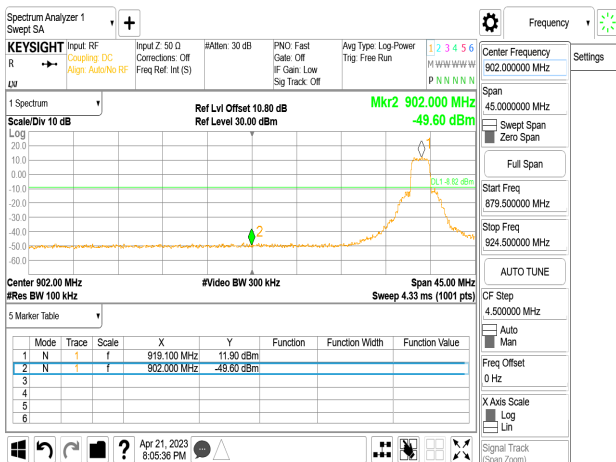 Spectrum Analyzer 1
Swept SA
Frequency
KEYSIGHT
R
LXI
Input: RF
Coupling: DC
Align: Auto/No RF
Input Z: 50 Ω
Corrections: Off
Freq Ref: Int (S)
#Atten: 30 dB
PNO: Fast
Gate: Off
IF Gain: Low
Sig Track: Off
Avg Type: Log-Power
Trig: Free Run
1 2 3 4 5 6
M W W W W W
P N N N N N
1 Spectrum
Scale/Div 10 dB
Log
Ref Lvl Offset 10.80 dB
Ref Level 30.00 dBm
Mkr2 902.000 MHz
-49.60 dBm
20.0
10.0
0.00
-10.0
-20.0
-30.0
-40.0
-50.0
-60.0
1
DL1 -8.62 dBm
2
Center 902.00 MHz
#Res BW 100 kHz
#Video BW 300 kHz
Span 45.00 MHz
Sweep 4.33 ms (1001 pts)
5 Marker Table
Mode Trace Scale X Y Function Function Width Function Value
1 N 1 f 919.100 MHz 11.90 dBm
2 N 1 f 902.000 MHz -49.60 dBm
3
4
5
6
Apr 21, 2023
8:05:36 PM
Center Frequency
902.000000 MHz
Settings
Span
45.0000000 MHz
Swept Span
Zero Span
Full Span
Start Freq
879.500000 MHz
Stop Freq
924.500000 MHz
AUTO TUNE
CF Step
4.500000 MHz
Auto
Man
Freq Offset
0 Hz
X Axis Scale
Log
Lin
Signal Track
(Span Zoom)